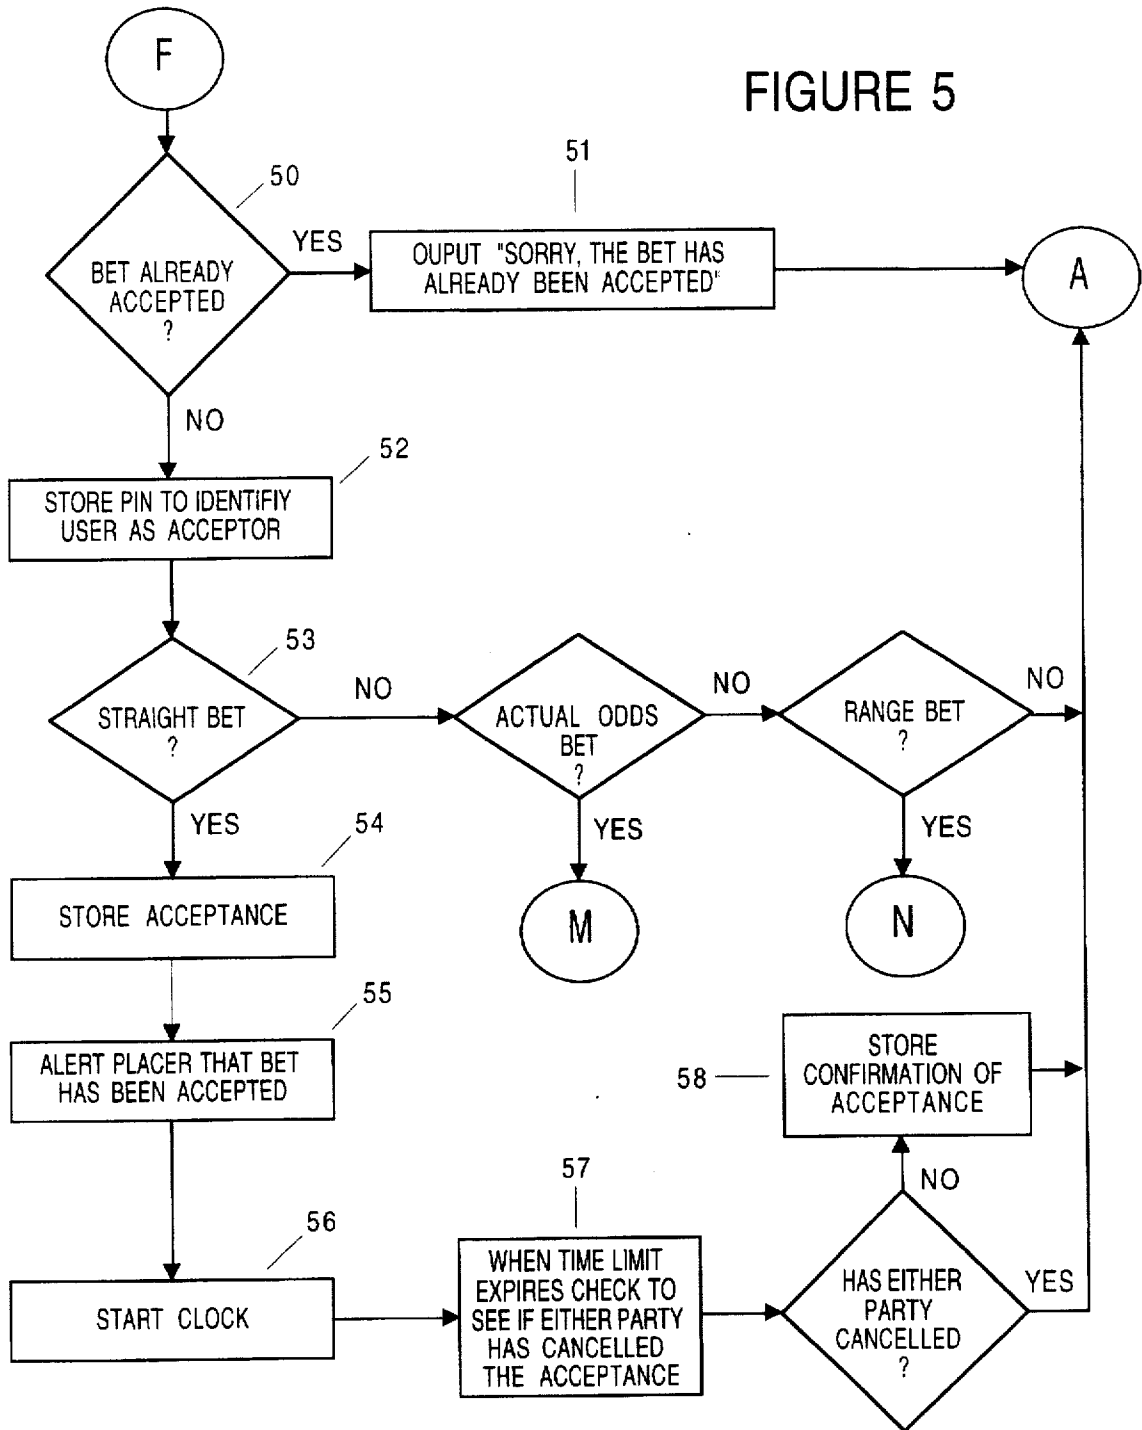 F
FIGURE 5
51
50
YES
OUPUT "SORRY, THE BET HAS
ALREADY BEEN ACCEPTED"
A
BET ALREADY
ACCEPTED
?
NO
52
STORE PIN TO IDENTIFIY
USER AS ACCEPTOR
53
STRAIGHT BET
?
NO
ACTUAL ODDS
BET
?
NO
RANGE BET
?
NO
YES
54
YES
YES
STORE ACCEPTANCE
M
N
55
ALERT PLACER THAT BET
HAS BEEN ACCEPTED
58
STORE
CONFIRMATION OF
ACCEPTANCE
56
START CLOCK
57
WHEN TIME LIMIT
EXPIRES CHECK TO
SEE IF EITHER PARTY
HAS CANCELLED
THE ACCEPTANCE
NO
HAS EITHER
PARTY
CANCELLED
?
YES